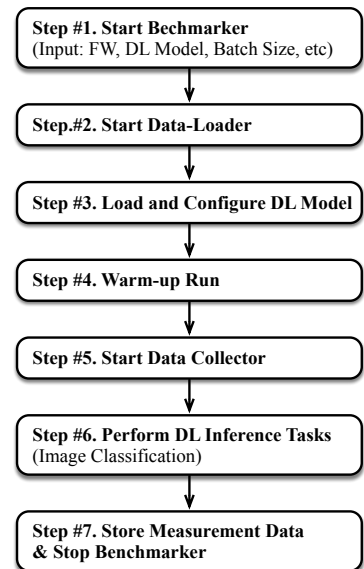 Step #1. Start Bechmarker
(Input: FW, DL Model, Batch Size, etc)
Step.#2. Start Data-Loader
Step #3. Load and Configure DL Model
Step #4. Warm-up Run
Step #5. Start Data Collector
Step #6. Perform DL Inference Tasks
(Image Classification)
Step #7. Store Measurement Data
& Stop Benchmarker